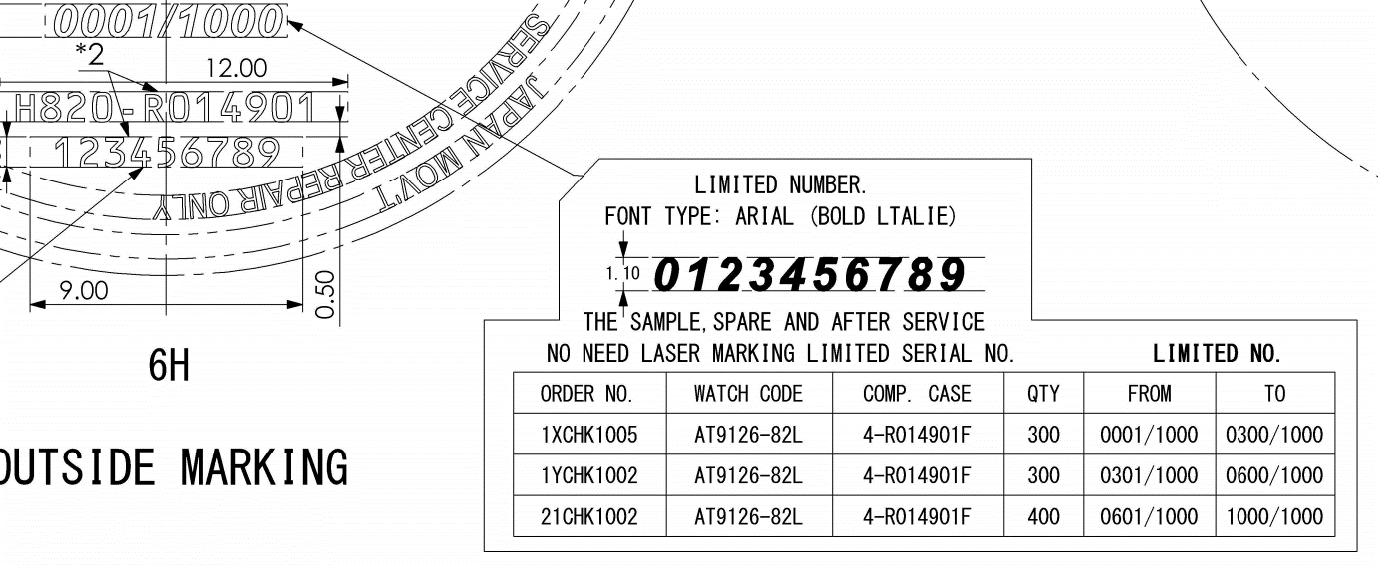 0001/1000
*2
12.00
H820-R014901
123456789
SERVICE CENTER REPAIR ONLY
JAPAN MOV'T
9.00
0.50
6H
OUTSIDE MARKING
LIMITED NUMBER.
FONT TYPE: ARIAL (BOLD LTALIE)
1.10
0123456789
THE SAMPLE,SPARE AND AFTER SERVICE
NO NEED LASER MARKING LIMITED SERIAL NO.
LIMITED NO.
ORDER NO. WATCH CODE COMP. CASE QTY FROM TO
1XCHK1005 AT9126-82L 4-R014901F 300 0001/1000 0300/1000
1YCHK1002 AT9126-82L 4-R014901F 300 0301/1000 0600/1000
21CHK1002 AT9126-82L 4-R014901F 400 0601/1000 1000/1000